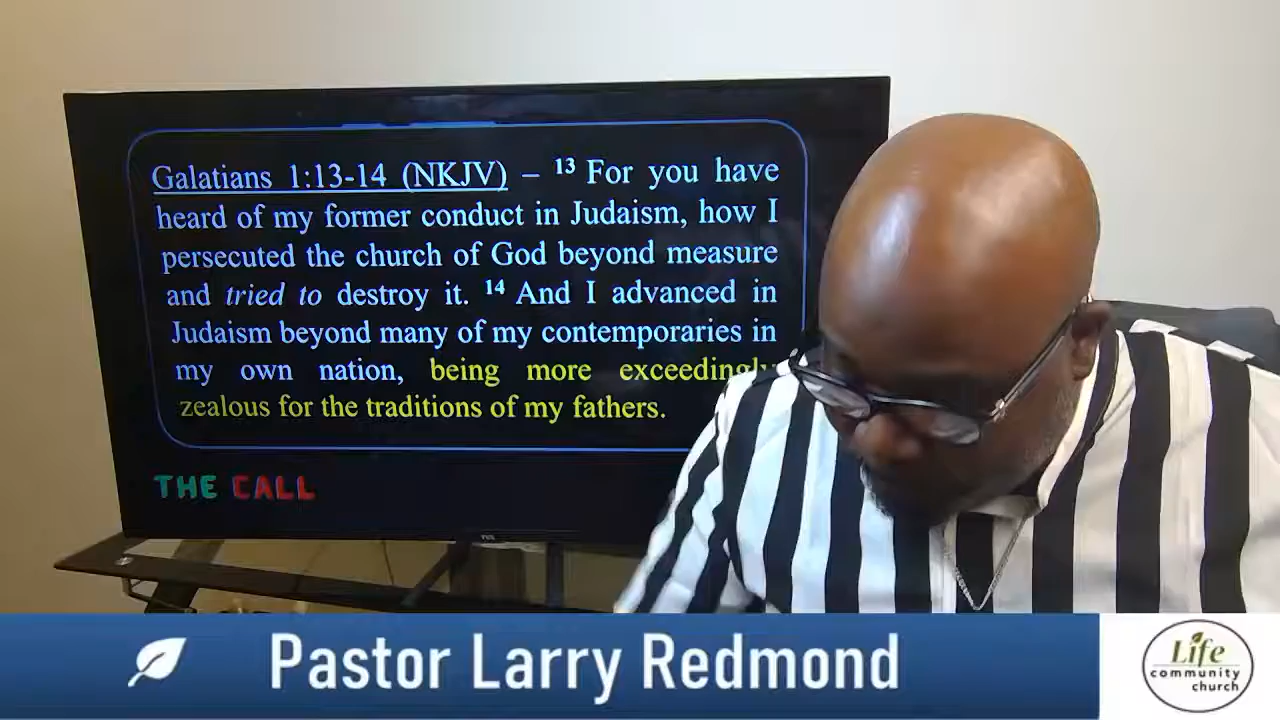 Galatians 1:13-14 (NKJV) – 13 For you have
heard of my former conduct in Judaism, how I
persecuted the church of God beyond measure
and tried to destroy it. 14 And I advanced in
Judaism beyond many of my contemporaries in
my own nation, being more exceedingly
zealous for the traditions of my fathers.
THE CALL
TCL
Pastor Larry Redmond
Life
community
church